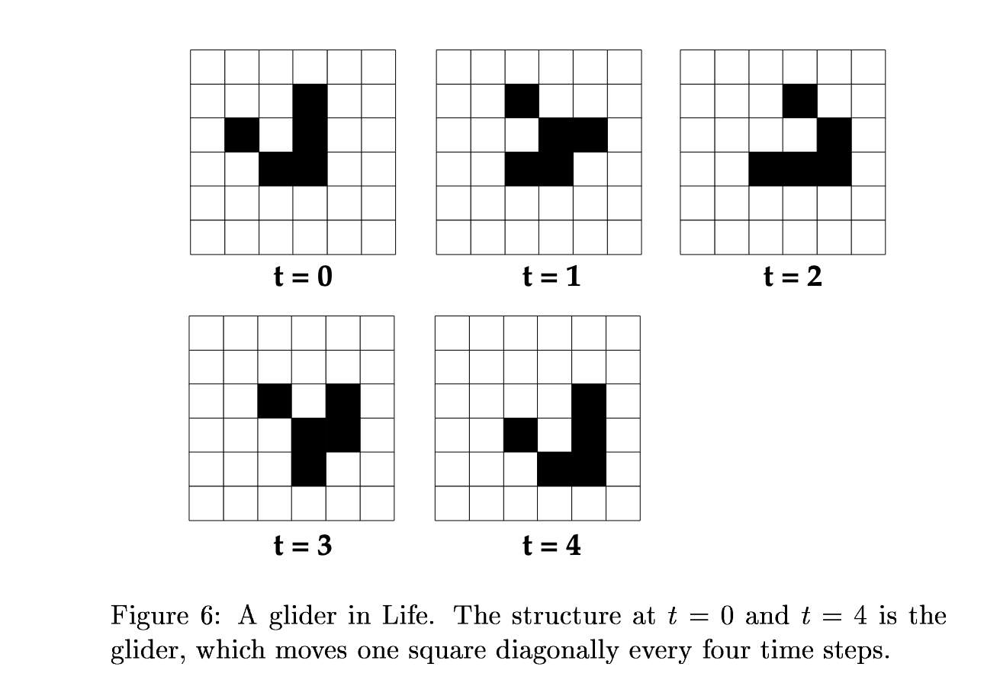 t = 0
t = 1
t = 2
t = 3
t = 4
Figure 6: A glider in Life. The structure at t = 0 and t = 4 is the
glider, which moves one square diagonally every four time steps.